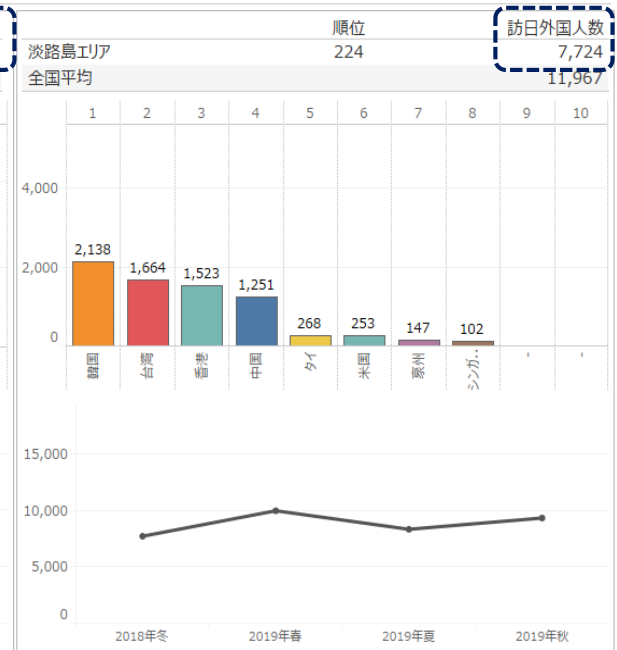 順位 訪日外国人数
淡路島エリア 224 7,724
全国平均 11,967
1 2 3 4 5 6 7 8 9 10
4,000
2,000
0
2,138 1,664 1,523 1,251 268 253 147 102
韓国 台湾 香港 中国 タイ 米国 豪州 シンガ.. - -
15,000
10,000
5,000
0
2018年冬 2019年春 2019年夏 2019年秋